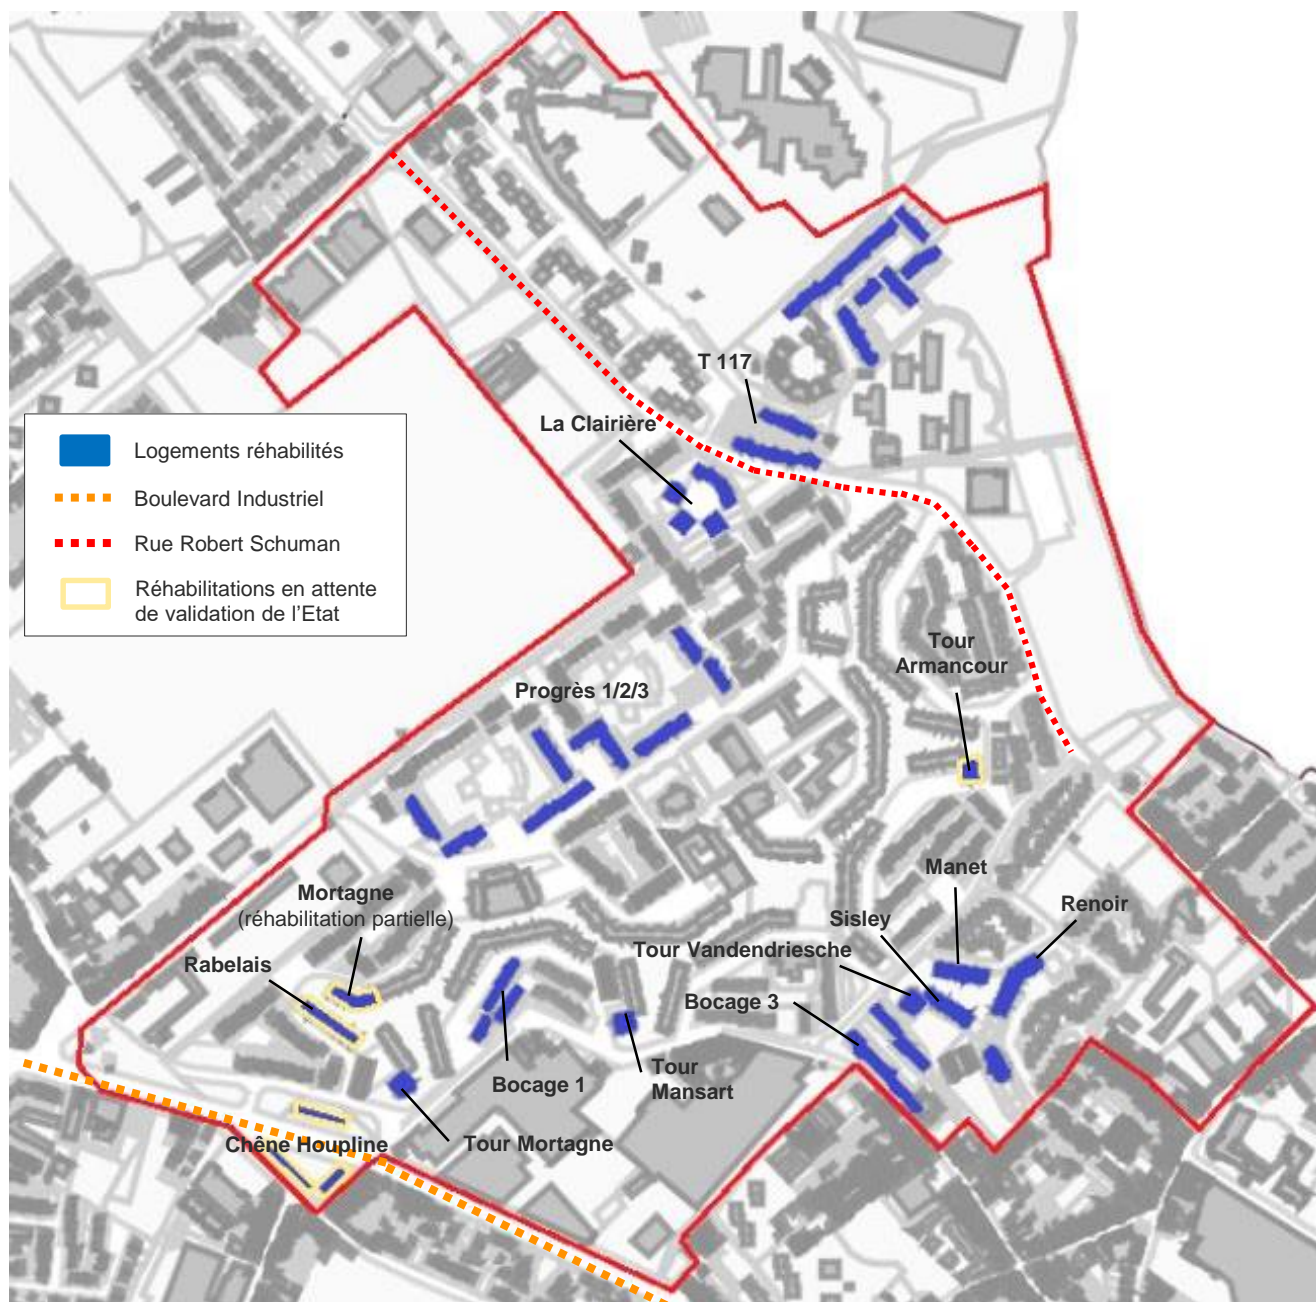 T 117
La Clairière
Logements réhabilités
Boulevard Industriel
Rue Robert Schuman
Réhabilitations en attente
de validation de l'Etat
Tour
Armancour
Progrès 1/2/3
Manet
Mortagne
(réhabilitation partielle)
Renoir
Sisley
Tour Vandendriesche
Rabelais
Bocage 3
Tour
Mansart
Bocage 1
Chêne Houpline
Tour Mortagne